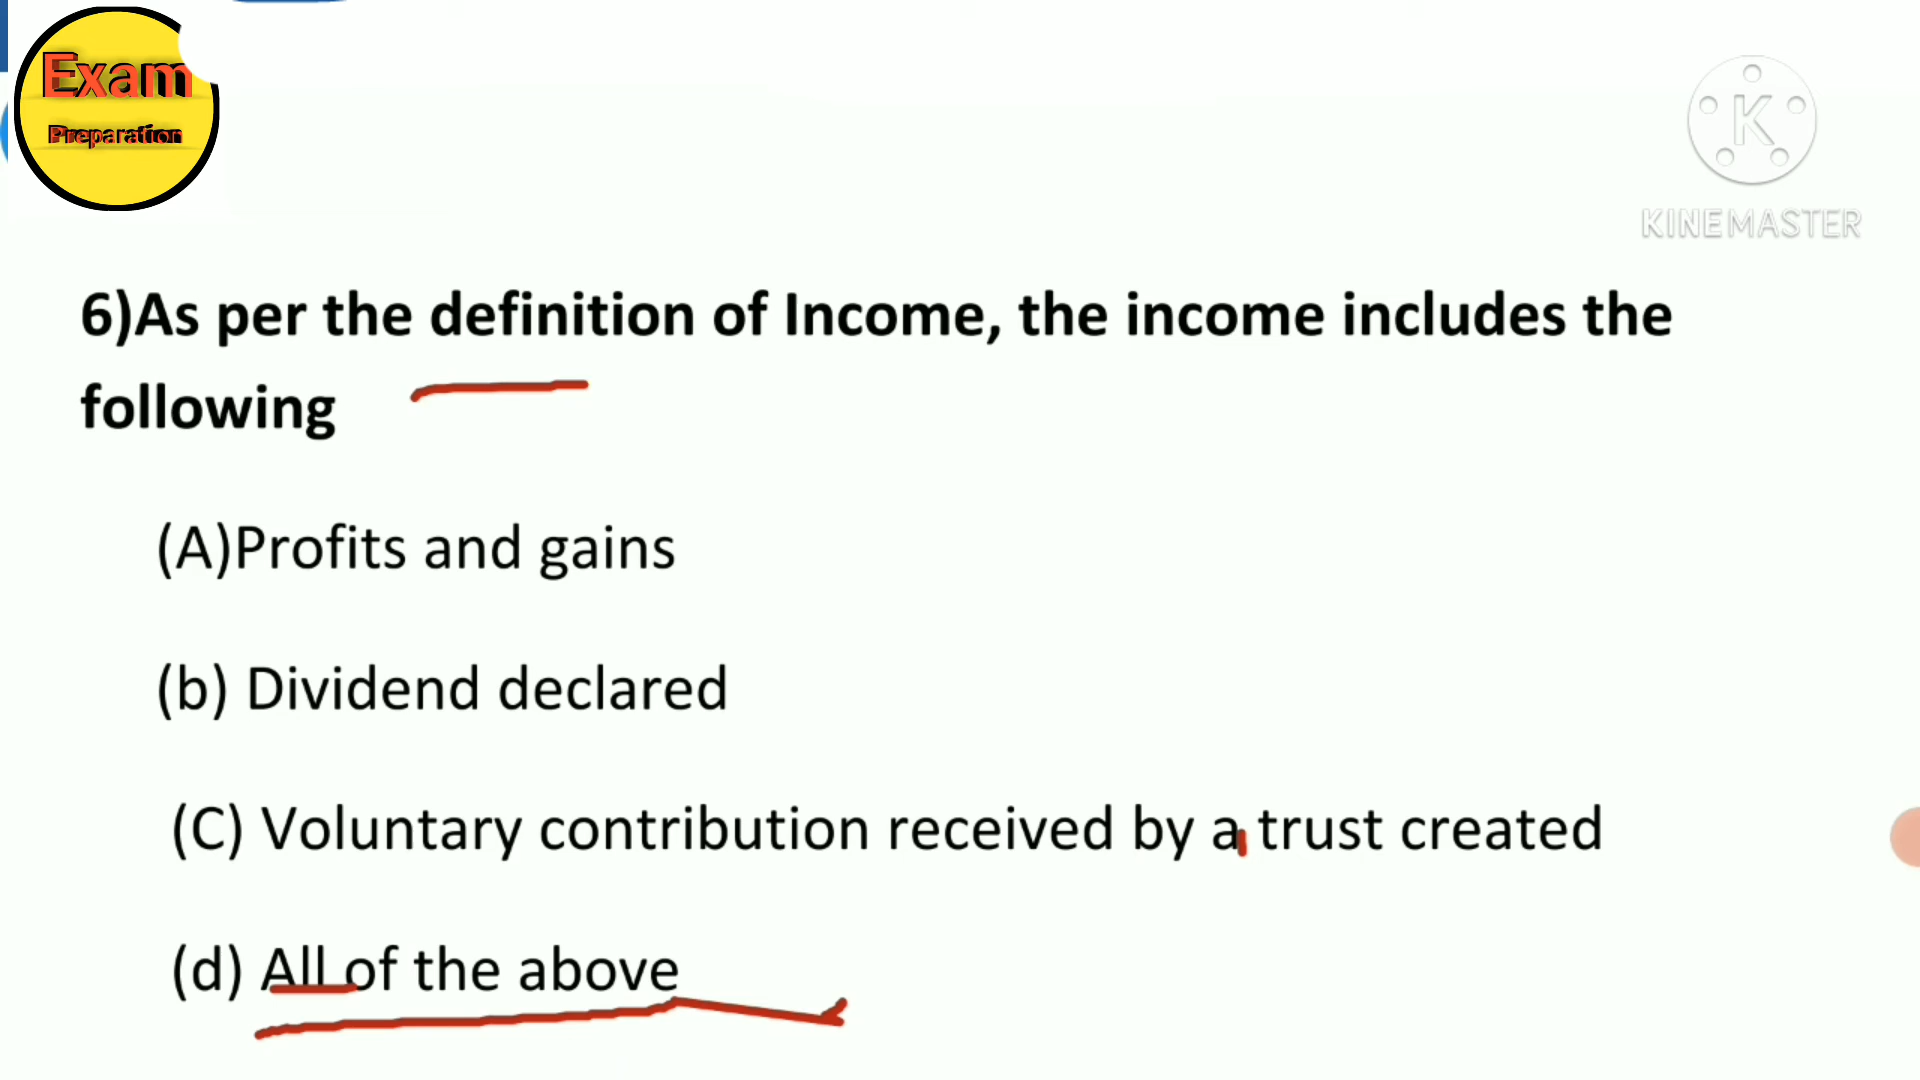 Exam
Preparation
KINEMASTER
6)As per the definition of Income, the income includes the
following
(A)Profits and gains
(b) Dividend declared
(C) Voluntary contribution received by a trust created
(d) All of the above